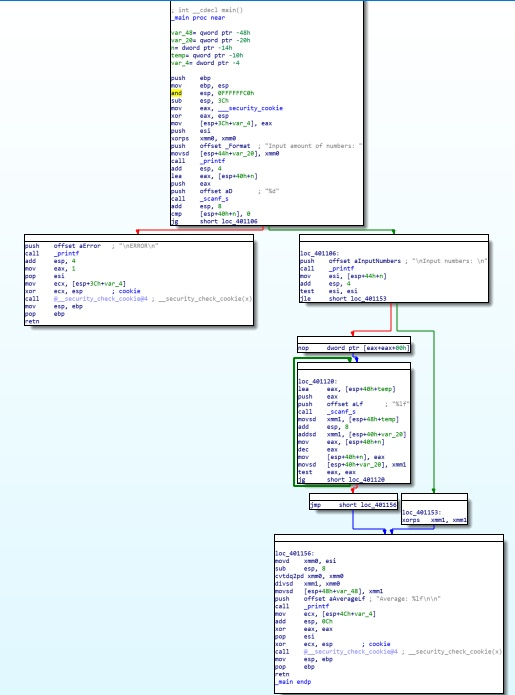 ; int __cdecl main()
_main proc near
var_48= qword ptr -48h
var_20= qword ptr -20h
n= dword ptr -14h
temp= qword ptr -10h
var_4= dword ptr -4
push ebp
mov ebp, esp
and esp, 0FFFFFFC0h
sub esp, 3Ch
mov eax, ___security_cookie
xor eax, esp
mov [esp+3Ch+var_4], eax
push esi
xorps xmm0, xmm0
push offset _Format ; "Input amount of numbers: "
movsd [esp+44h+var_20], xmm0
call _printf
add esp, 4
lea eax, [esp+40h+n]
push eax
push offset aD ; "%d"
call _scanf_s
add esp, 8
cmp [esp+40h+n], 0
jg short loc_401106
push offset aError ; "\nERROR\n"
call _printf
add esp, 4
mov eax, 1
pop esi
mov ecx, [esp+3Ch+var_4]
xor ecx, esp ; cookie
call @__security_check_cookie@4 ; __security_check_cookie(x)
mov esp, ebp
pop ebp
retn
loc_401106:
push offset aInputNumbers ; "\nInput numbers: \n"
call _printf
mov esi, [esp+44h+n]
add esp, 4
test esi, esi
jle short loc_401153
nop dword ptr [eax+eax+00h]
loc_401120:
lea eax, [esp+40h+temp]
push eax
push offset aLf ; "%lf"
call _scanf_s
movsd xmm1, [esp+48h+temp]
add esp, 8
addsd xmm1, [esp+40h+var_20]
mov eax, [esp+40h+n]
dec eax
mov [esp+40h+n], eax
movsd [esp+40h+var_20], xmm1
test eax, eax
jg short loc_401120
jmp short loc_401156
loc_401153:
xorps xmm1, xmm1
loc_401156:
movd xmm0, esi
sub esp, 8
cvtdq2pd xmm0, xmm0
divsd xmm1, xmm0
movsd [esp+48h+var_48], xmm1
push offset aAverageLf ; "Average: %lf\n\n"
call _printf
mov ecx, [esp+4Ch+var_4]
add esp, 0Ch
xor eax, eax
pop esi
xor ecx, esp ; cookie
call @__security_check_cookie@4 ; __security_check_cookie(x)
mov esp, ebp
pop ebp
retn
_main endp